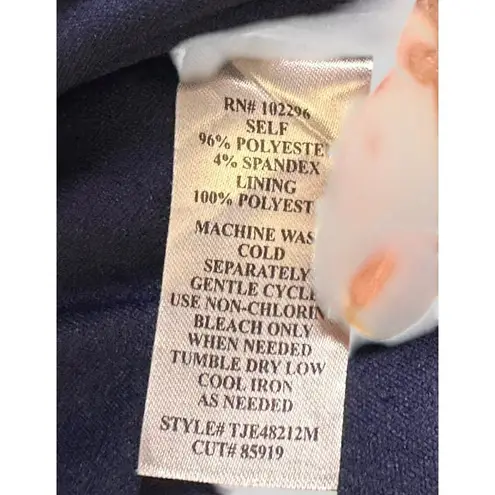 RN# 102296
SELF
96% POLYESTE
4% SPANDEX
LINING
100% POLYEST
MACHINE WAS
COLD
SEPARATELY
GENTLE CYCLE
USE NON-CHLORIN
BLEACH ONLY
WHEN NEEDED
TUMBLE DRY LOW
COOL IRON
AS NEEDED
STYLE# TJE48212M
CUT# 85919